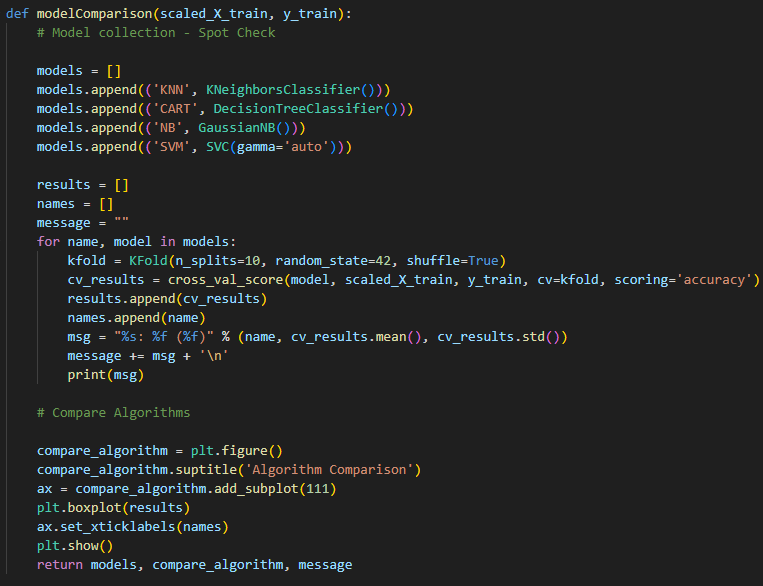 def modelComparison(scaled_X_train, y_train):
    # Model collection - Spot Check

    models = []
    models.append(('KNN', KNeighborsClassifier()))
    models.append(('CART', DecisionTreeClassifier()))
    models.append(('NB', GaussianNB()))
    models.append(('SVM', SVC(gamma='auto')))

    results = []
    names = []
    message = ""
    for name, model in models:
        kfold = KFold(n_splits=10, random_state=42, shuffle=True)
        cv_results = cross_val_score(model, scaled_X_train, y_train, cv=kfold, scoring='accuracy')
        results.append(cv_results)
        names.append(name)
        msg = "%s: %f (%f)" % (name, cv_results.mean(), cv_results.std())
        message += msg + '\n'
        print(msg)

    # Compare Algorithms

    compare_algorithm = plt.figure()
    compare_algorithm.suptitle('Algorithm Comparison')
    ax = compare_algorithm.add_subplot(111)
    plt.boxplot(results)
    ax.set_xticklabels(names)
    plt.show()
    return models, compare_algorithm, message